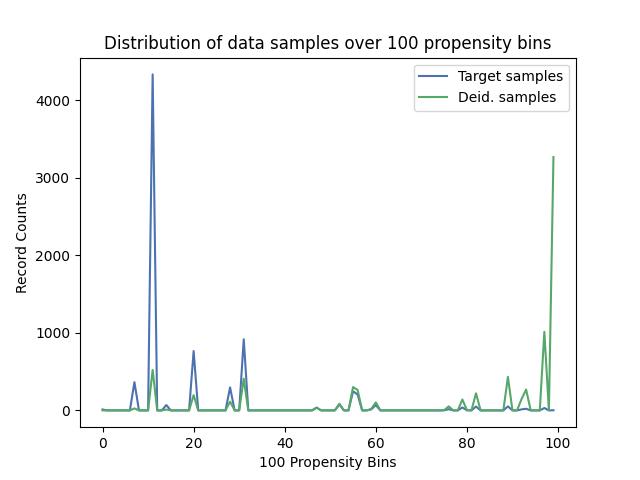 Distribution of data samples over 100 propensity bins
Target samples
Deid. samples
4000
3000
2000
1000
0
Record Counts
0 20 40 60 80 100
100 Propensity Bins